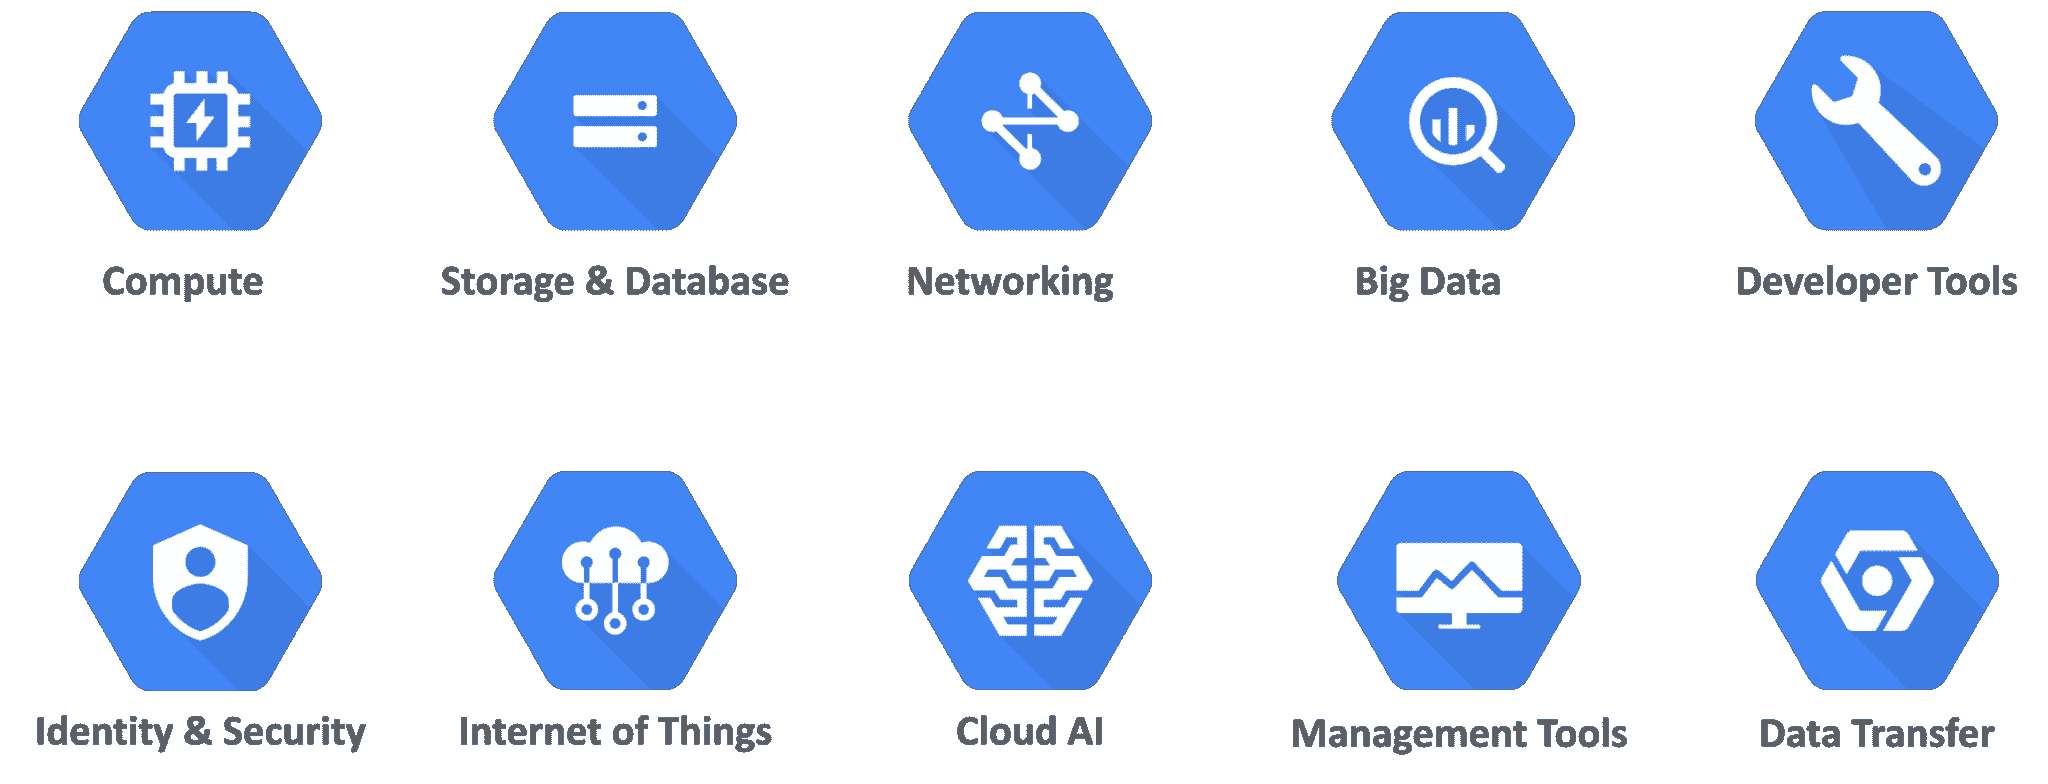 Compute
Storage & Database
Networking
Big Data
Developer Tools
Identity & Security
Internet of Things
Cloud AI
Management Tools
Data Transfer